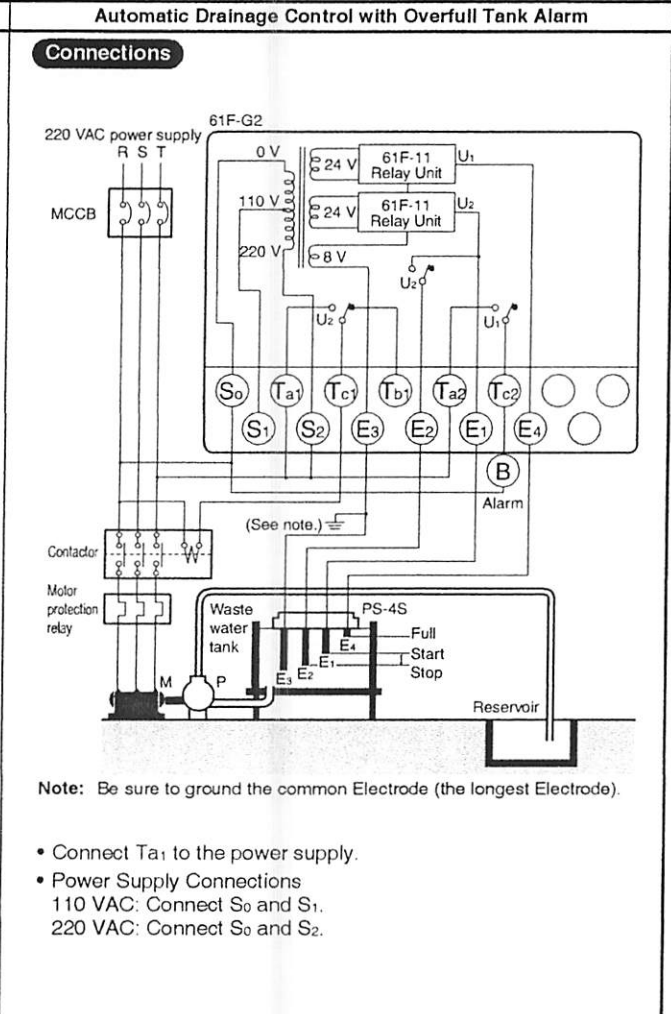 Automatic Drainage Control with Overfull Tank Alarm
Connections
61F-G2
220 VAC power supply
R S T
MCCB
0 V
110 V
220 V
24 V
61F-11
Relay Unit
U1
24 V
61F-11
Relay Unit
U2
8 V
U2
U2
U1
S0
Ta1
Tc1
Tb1
Ta2
Tc2
S1
S2
E3
E2
E1
E4
B
Alarm
(See note.)
Contactor
Motor
protection
relay
Waste
water
tank
PS-4S
Full
Start
Stop
E4
E1
E2
E3
M
P
Reservoir
Note: Be sure to ground the common Electrode (the longest Electrode).
• Connect Ta1 to the power supply.
• Power Supply Connections
110 VAC: Connect S0 and S1.
220 VAC: Connect S0 and S2.